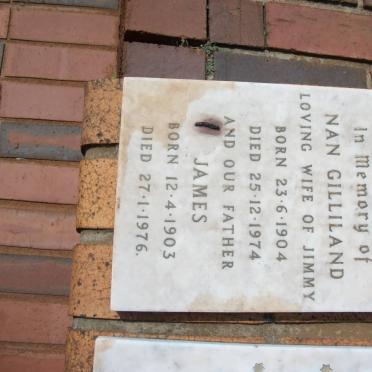 In Memory of
NAN GILLILAND
LOVING WIFE OF JIMMY
BORN 23·6·1904
DIED 25·12·1974
AND OUR FATHER
JAMES
BORN 12·4·1903
DIED 27·1·1976.